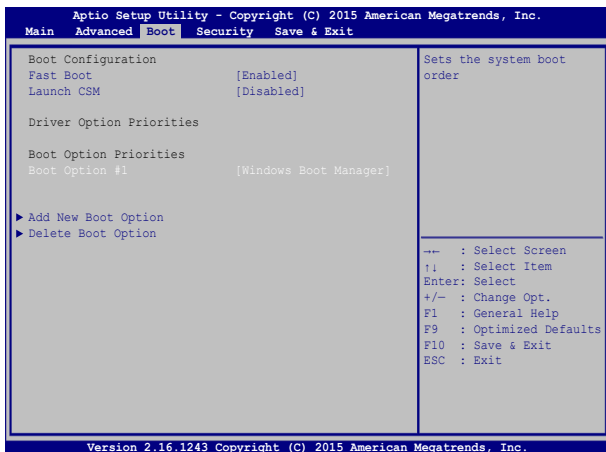 Aptio Setup Utility - Copyright (C) 2015 American Megatrends, Inc.
Main Advanced Boot Security Save & Exit
Boot Configuration
Fast Boot [Enabled]
Launch CSM [Disabled]
Driver Option Priorities
Boot Option Priorities
Boot Option #1 [Windows Boot Manager]
▶ Add New Boot Option
▶ Delete Boot Option
Sets the system boot
order
→← : Select Screen
↑↓ : Select Item
Enter: Select
+/— : Change Opt.
F1 : General Help
F9 : Optimized Defaults
F10 : Save & Exit
ESC : Exit
Version 2.16.1243 Copyright (C) 2015 American Megatrends, Inc.